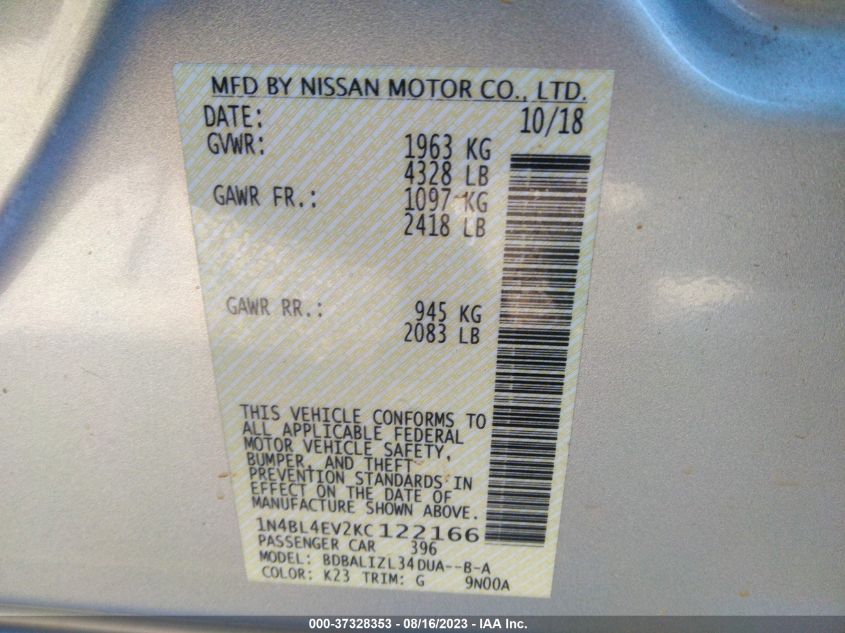 MFD BY NISSAN MOTOR CO., LTD.
DATE: 10/18
GVWR: 1963 KG
4328 LB
GAWR FR.: 1097 KG
2418 LB
GAWR RR.: 945 KG
2083 LB
THIS VEHICLE CONFORMS TO
ALL APPLICABLE FEDERAL
MOTOR VEHICLE SAFETY,
BUMPER, AND THEFT
PREVENTION STANDARDS IN
EFFECT ON THE DATE OF
MANUFACTURE SHOWN ABOVE.
1N4BL4EV2KC122166
PASSENGER CAR 396
MODEL: BDBALIZL34DUA--B-A
COLOR: K23 TRIM: G 9N00A
000-37328353 - 08/16/2023 - IAA Inc.